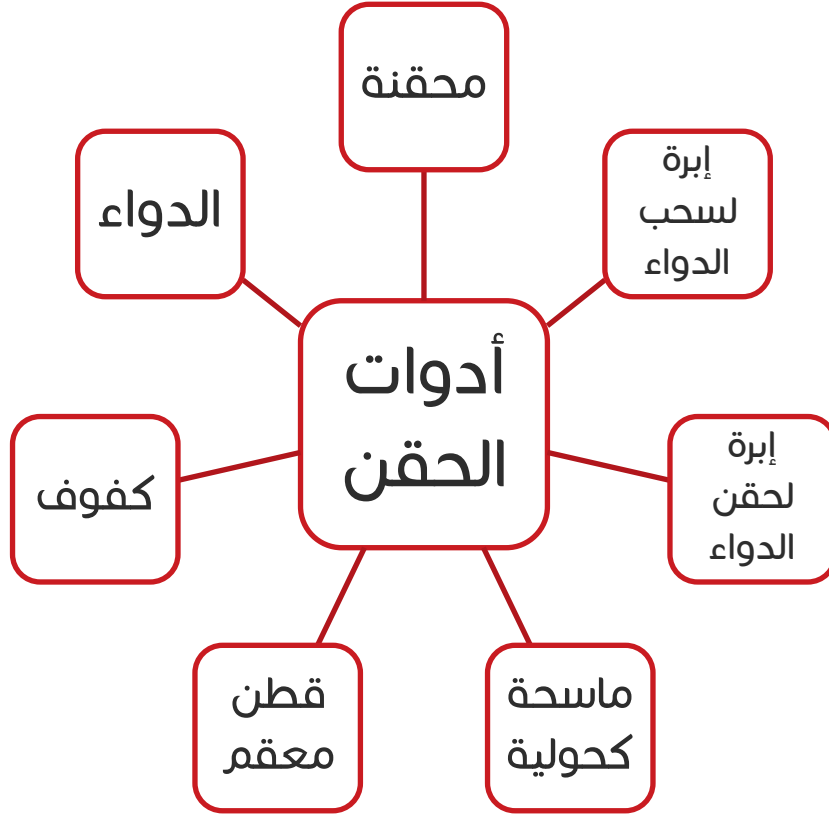 محقنة
إبرة
لسحب
الدواء
الدواء
أدوات
الحقن
إبرة
لحقن
الدواء
كفوف
ماسحة
كحولية
قطن
معقم